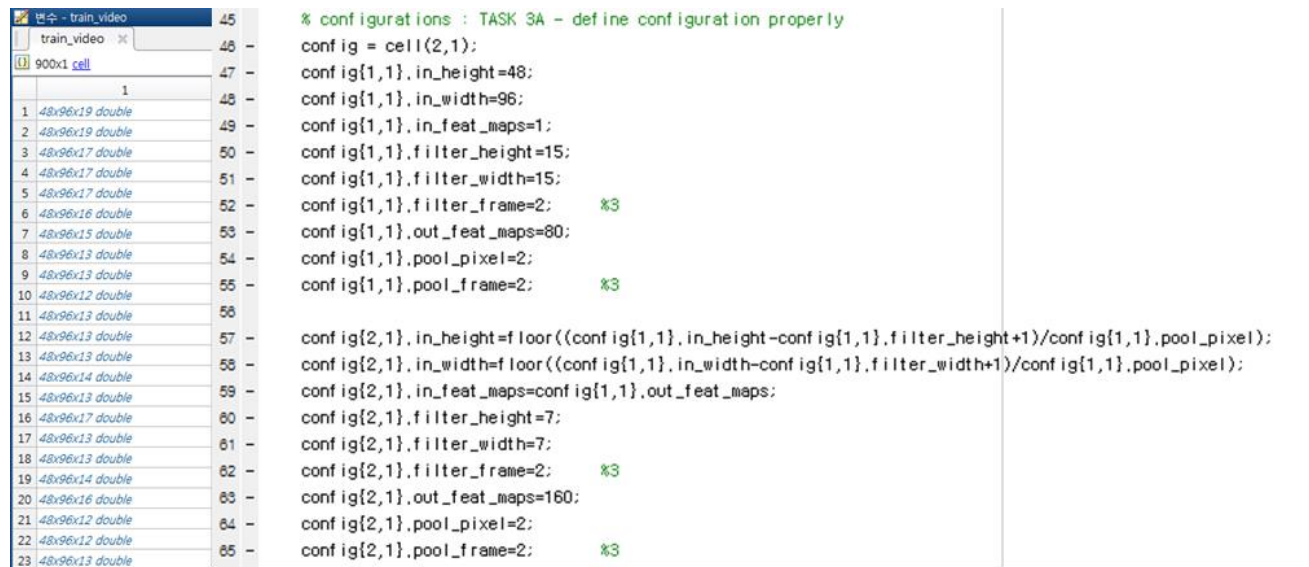 변수 - train_video
train_video
900x1 cell
1
1 48x96x19 double
2 48x96x19 double
3 48x96x17 double
4 48x96x17 double
5 48x96x17 double
6 48x96x16 double
7 48x96x15 double
8 48x96x13 double
9 48x96x13 double
10 48x96x12 double
11 48x96x13 double
12 48x96x13 double
13 48x96x13 double
14 48x96x14 double
15 48x96x13 double
16 48x96x17 double
17 48x96x13 double
18 48x96x13 double
19 48x96x14 double
20 48x96x16 double
21 48x96x12 double
22 48x96x12 double
23 48x96x13 double
45 % configurations : TASK 3A - define configuration properly
46 - config = cell(2,1);
47 - config{1,1}.in_height=48;
48 - config{1,1}.in_width=96;
49 - config{1,1}.in_feat_maps=1;
50 - config{1,1}.filter_height=15;
51 - config{1,1}.filter_width=15;
52 - config{1,1}.filter_frame=2; %3
53 - config{1,1}.out_feat_maps=80;
54 - config{1,1}.pool_pixel=2;
55 - config{1,1}.pool_frame=2; %3
56
57 - config{2,1}.in_height=floor((config{1,1}.in_height-config{1,1}.filter_height+1)/config{1,1}.pool_pixel);
58 - config{2,1}.in_width=floor((config{1,1}.in_width-config{1,1}.filter_width+1)/config{1,1}.pool_pixel);
59 - config{2,1}.in_feat_maps=config{1,1}.out_feat_maps;
60 - config{2,1}.filter_height=7;
61 - config{2,1}.filter_width=7;
62 - config{2,1}.filter_frame=2; %3
63 - config{2,1}.out_feat_maps=160;
64 - config{2,1}.pool_pixel=2;
65 - config{2,1}.pool_frame=2; %3